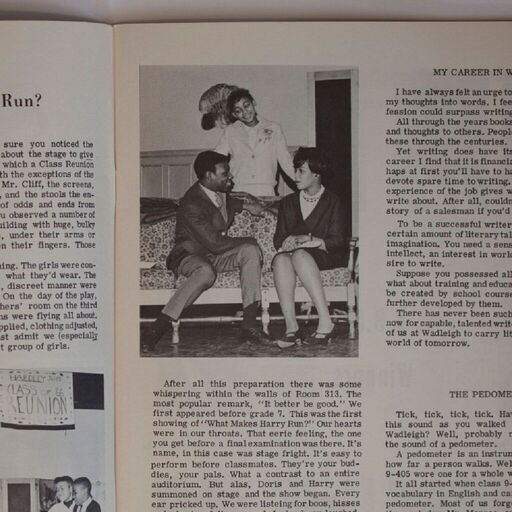 Run?
sure you noticed the
about the stage to give
which a Class Reunion
with the exceptions of the
Mr. Cliff, the screens,
, and the stools the en-
of odds and ends from
you observed a number of
building with huge, bulky
, under their arms or
en their fingers. Those
ing. The girls were con-
what they'd wear. The
, discreet manner were
On the day of the play,
hers' room on the third
ns were flying all about.
pplied, clothing adjusted,
st admit we (especially
t group of girls.
CLASS OF 66
REUNION
After all this preparation there was some
whispering within the walls of Room 313. The
most popular remark, "It better be good." We
first appeared before grade 7. This was the first
showing of "What Makes Harry Run?" Our hearts
were in our throats. That eerie feeling, the one
you get before a final examination was there. It's
name, in this case was stage fright. It's easy to
perform before classmates. They're your bud-
dies, your pals. What a contrast to an entire
auditorium. But alas, Doris and Harry were
summoned on stage and the show began. Every
ear pricked up. We were listening for boos, hisses
MY CAREER IN W
I have always felt an urge to
my thoughts into words. I fee
fession could surpass writing
All through the years books
and thoughts to others. People
these through the centuries.
Yet writing does have its
career I find that it is financia
haps at first you'll have to ha
devote spare time to writing.
experience of the job gives w
write about. After all, couldn
story of a salesman if you'd
To be a successful writer
certain amount of literary tal
imagination. You need a sens
intellect, an interest in world
sire to write.
Suppose you possessed all
what about training and educa
be created by school course
further developed by them.
There has never been such
now for capable, talented write
of us at Wadleigh to carry lit
world of tomorrow.
THE PEDOMET
Tick, tick, tick, tick. Hav
this sound as you walked
Wadleigh? Well, probably n
the sound of a pedometer.
A pedometer is an instrum
how far a person walks. Wel
9-405 wore one for a while
It all started when class 9-
vocabulary in English and ca
pedometer. Most of us forge